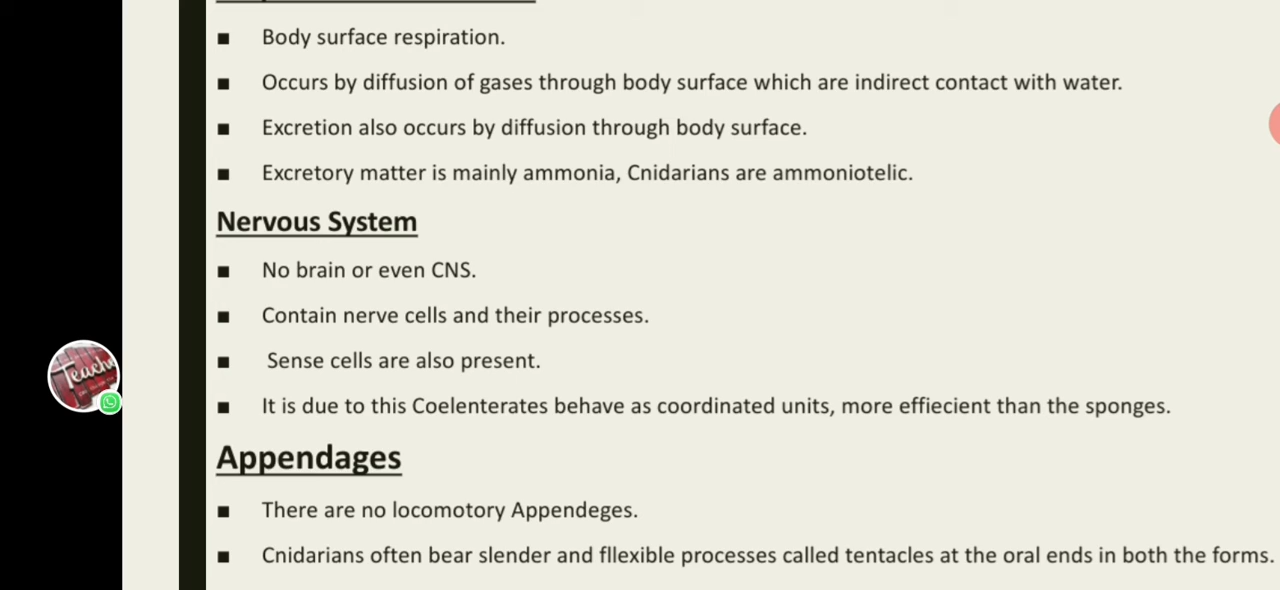 ■ Body surface respiration.
■ Occurs by diffusion of gases through body surface which are indirect contact with water.
■ Excretion also occurs by diffusion through body surface.
■ Excretory matter is mainly ammonia, Cnidarians are ammoniotelic.
Nervous System
■ No brain or even CNS.
■ Contain nerve cells and their processes.
■ Sense cells are also present.
■ It is due to this Coelenterates behave as coordinated units, more effiecient than the sponges.
Appendages
■ There are no locomotory Appendeges.
■ Cnidarians often bear slender and fllexible processes called tentacles at the oral ends in both the forms.